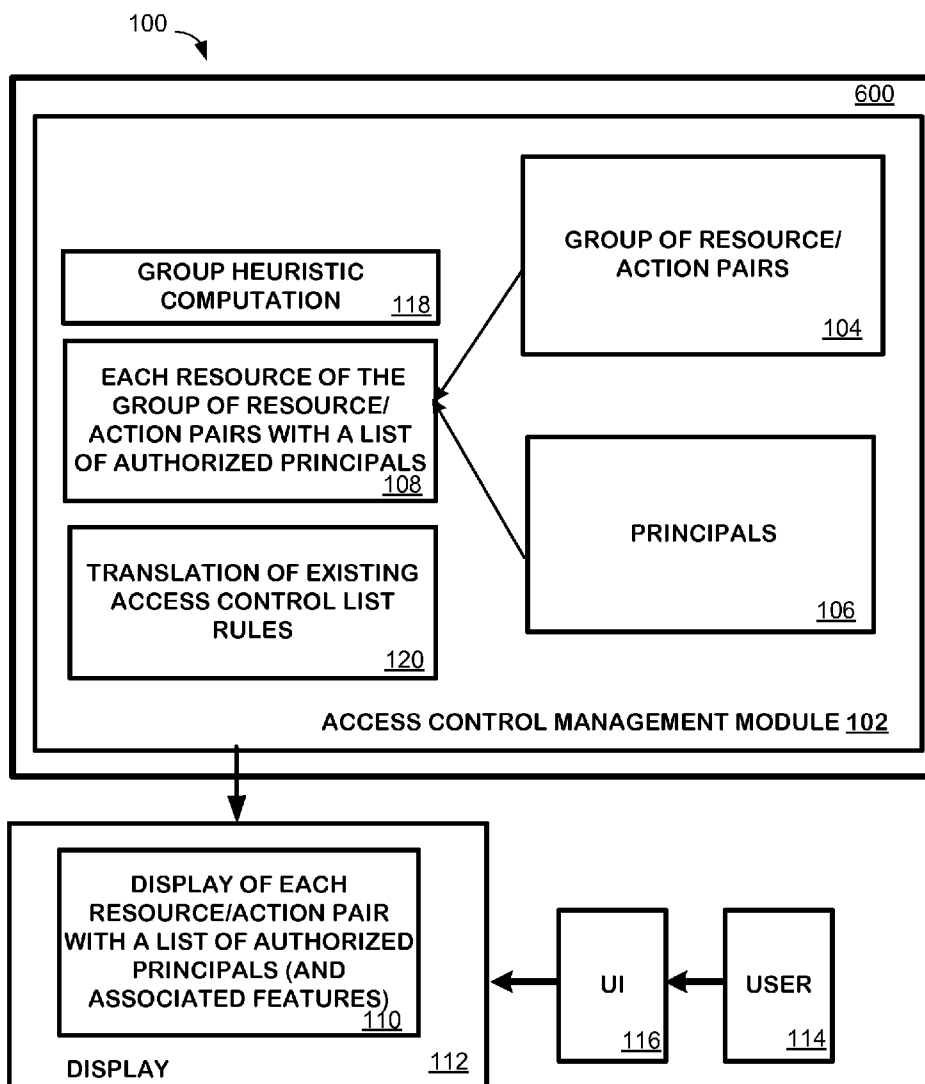 100
600
GROUP OF RESOURCE/
ACTION PAIRS
104
GROUP HEURISTIC
COMPUTATION
118
EACH RESOURCE OF THE
GROUP OF RESOURCE/
ACTION PAIRS WITH A LIST
OF AUTHORIZED PRINCIPALS
108
PRINCIPALS
106
TRANSLATION OF EXISTING
ACCESS CONTROL LIST
RULES
120
ACCESS CONTROL MANAGEMENT MODULE 102
DISPLAY OF EACH
RESOURCE/ACTION PAIR
WITH A LIST OF AUTHORIZED
PRINCIPALS (AND
ASSOCIATED FEATURES)
110
DISPLAY
112
UI
116
USER
114